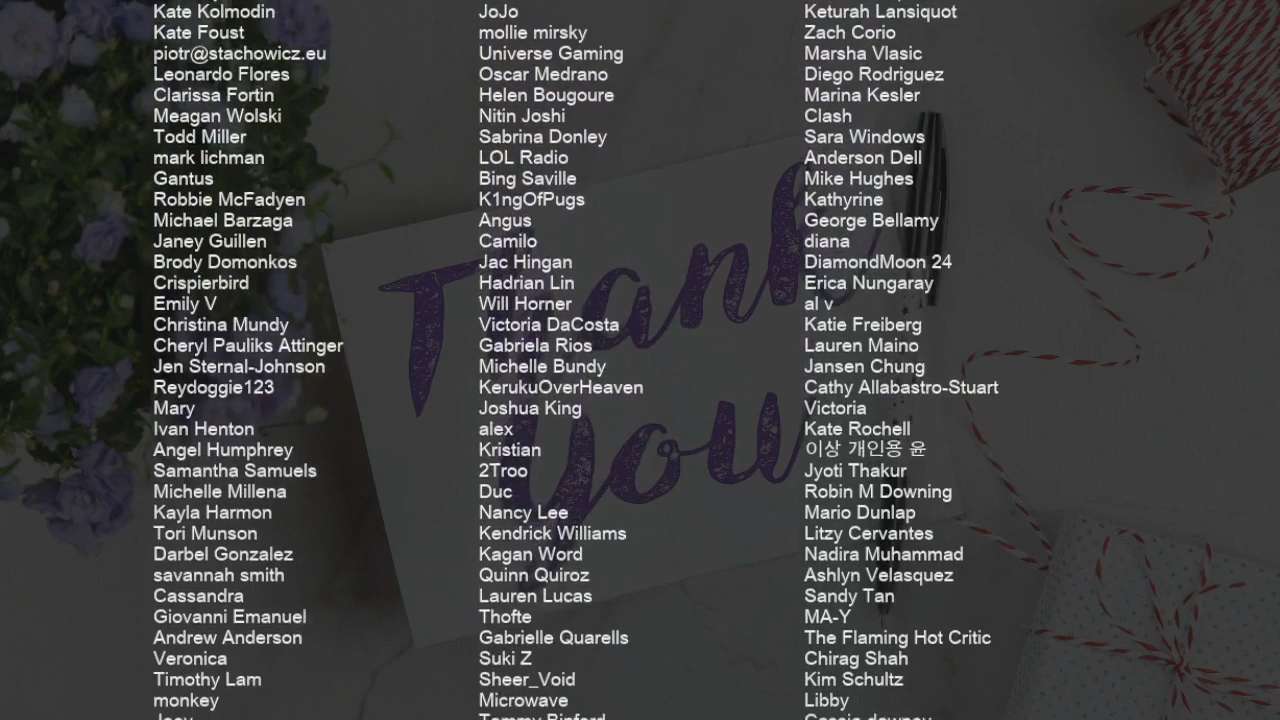 Kate Kolmodin
Kate Foust
piotr@stachowicz.eu
Leonardo Flores
Clarissa Fortin
Meagan Wolski
Todd Miller
mark lichman
Gantus
Robbie McFadyen
Michael Barzaga
Janey Guillen
Brody Domonkos
Crispierbird
Emily V
Christina Mundy
Cheryl Pauliks Attinger
Jen Sternal-Johnson
Reydoggie123
Mary
Ivan Henton
Angel Humphrey
Samantha Samuels
Michelle Millena
Kayla Harmon
Tori Munson
Darbel Gonzalez
savannah smith
Cassandra
Giovanni Emanuel
Andrew Anderson
Veronica
Timothy Lam
monkey
JoJo
mollie mirsky
Universe Gaming
Oscar Medrano
Helen Bougoure
Nitin Joshi
Sabrina Donley
LOL Radio
Bing Saville
K1ngOfPugs
Angus
Camilo
Jac Hingan
Hadrian Lin
Will Horner
Victoria DaCosta
Gabriela Rios
Michelle Bundy
KerukuOverHeaven
Joshua King
alex
Kristian
2Troo
Duc
Nancy Lee
Kendrick Williams
Kagan Word
Quinn Quiroz
Lauren Lucas
Thofte
Gabrielle Quarells
Suki Z
Sheer_Void
Microwave
Keturah Lansiquot
Zach Corio
Marsha Vlasic
Diego Rodriguez
Marina Kesler
Clash
Sara Windows
Anderson Dell
Mike Hughes
Kathyrine
George Bellamy
diana
DiamondMoon 24
Erica Nungaray
al v
Katie Freiberg
Lauren Maino
Jansen Chung
Cathy Allabastro-Stuart
Victoria
Kate Rochell
이상 개인용 윤
Jyoti Thakur
Robin M Downing
Mario Dunlap
Litzy Cervantes
Nadira Muhammad
Ashlyn Velasquez
Sandy Tan
MA-Y
The Flaming Hot Critic
Chirag Shah
Kim Schultz
Libby
Thank
you